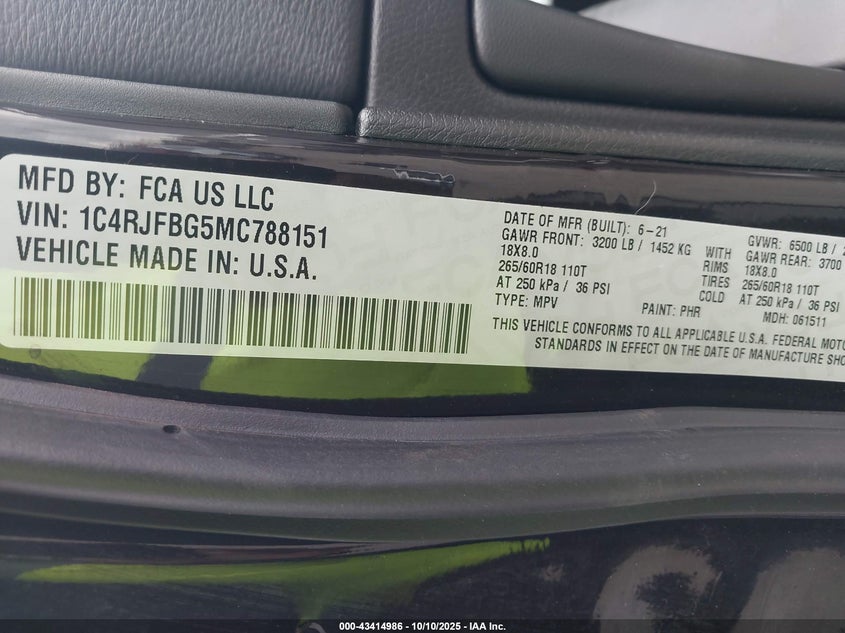 MFD BY: FCA US LLC
VIN: 1C4RJFBG5MC788151
VEHICLE MADE IN: U.S.A.
DATE OF MFR (BUILT): 6-21 GVWR: 6500 LB /
GAWR FRONT: 3200 LB / 1452 KG WITH GAWR REAR: 3700
18X8.0 RIMS 18X8.0
265/60R18 110T TIRES 265/60R18 110T
AT 250 kPa / 36 PSI COLD AT 250 kPa / 36 PSI
TYPE: MPV PAINT: PHR MDH: 061511
THIS VEHICLE CONFORMS TO ALL APPLICABLE U.S.A. FEDERAL
STANDARDS IN EFFECT ON THE DATE OF MANUFACTURE
000-43414986 - 10/10/2025 - IAA Inc.